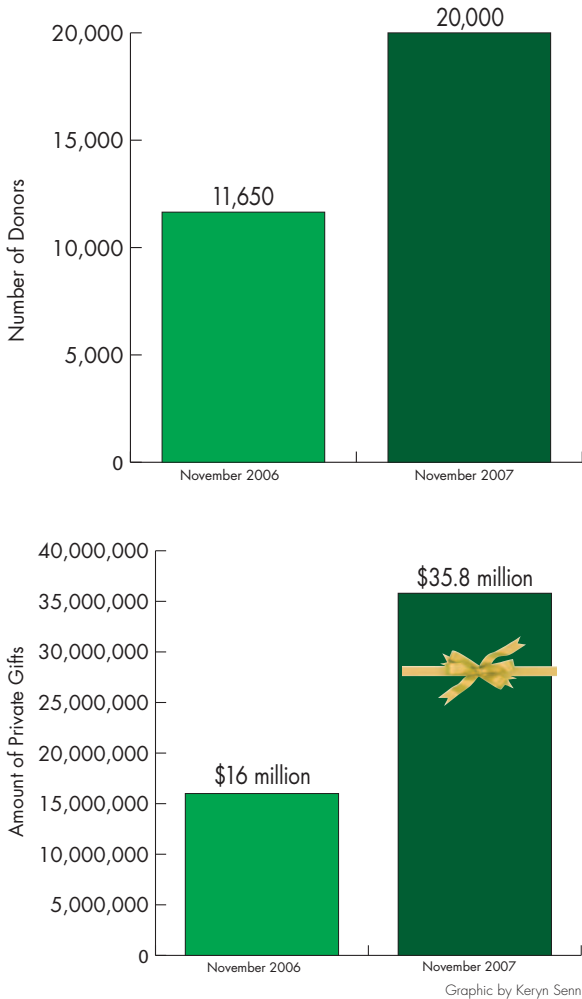 20,000
20,000
15,000
11,650
10,000
5,000
0
Number of Donors
November 2006
November 2007
40,000,000
$35.8 million
35,000,000
30,000,000
25,000,000
20,000,000
$16 million
15,000,000
10,000,000
5,000,000
0
Amount of Private Gifts
November 2006
November 2007
Graphic by Keryn Senn